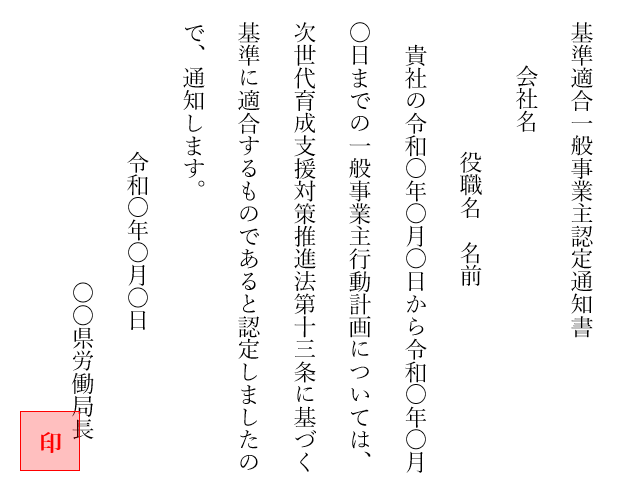 基準適合一般事業主認定通知書
会社名
役職名　名前
貴社の令和〇年〇月〇日から令和〇年〇月
〇日までの一般事業主行動計画については、
次世代育成支援対策推進法第十三条に基づく
基準に適合するものであると認定しましたの
で、通知します。
令和〇年〇月〇日
〇〇県労働局長
印